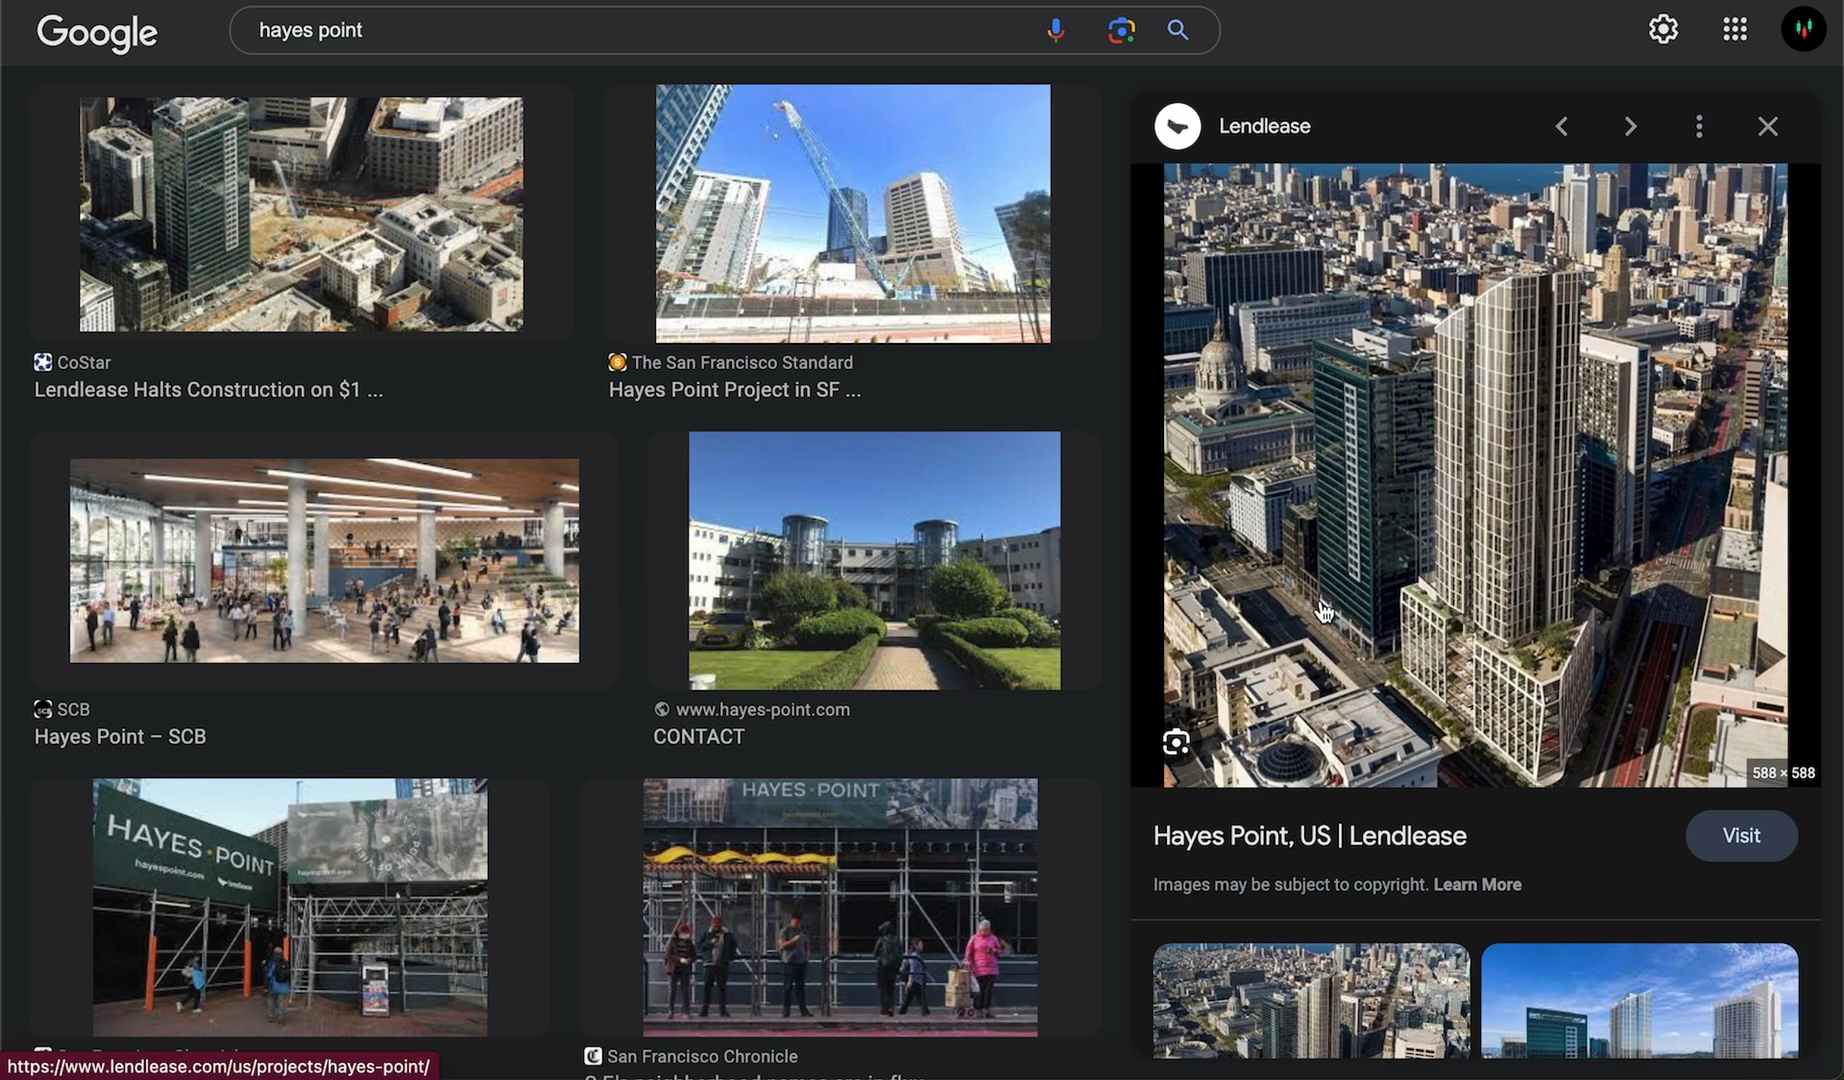 Google
hayes point
Lendlease
CoStar
Lendlease Halts Construction on $1 ...
The San Francisco Standard
Hayes Point Project in SF ...
SCB
Hayes Point – SCB
www.hayes-point.com
CONTACT
588 × 588
Hayes Point, US | Lendlease
Visit
Images may be subject to copyright. Learn More
HAYES·POINT
hayespoint.com
lendlease
HAYES·POINT
San Francisco Chronicle
https://www.lendlease.com/us/projects/hayes-point/